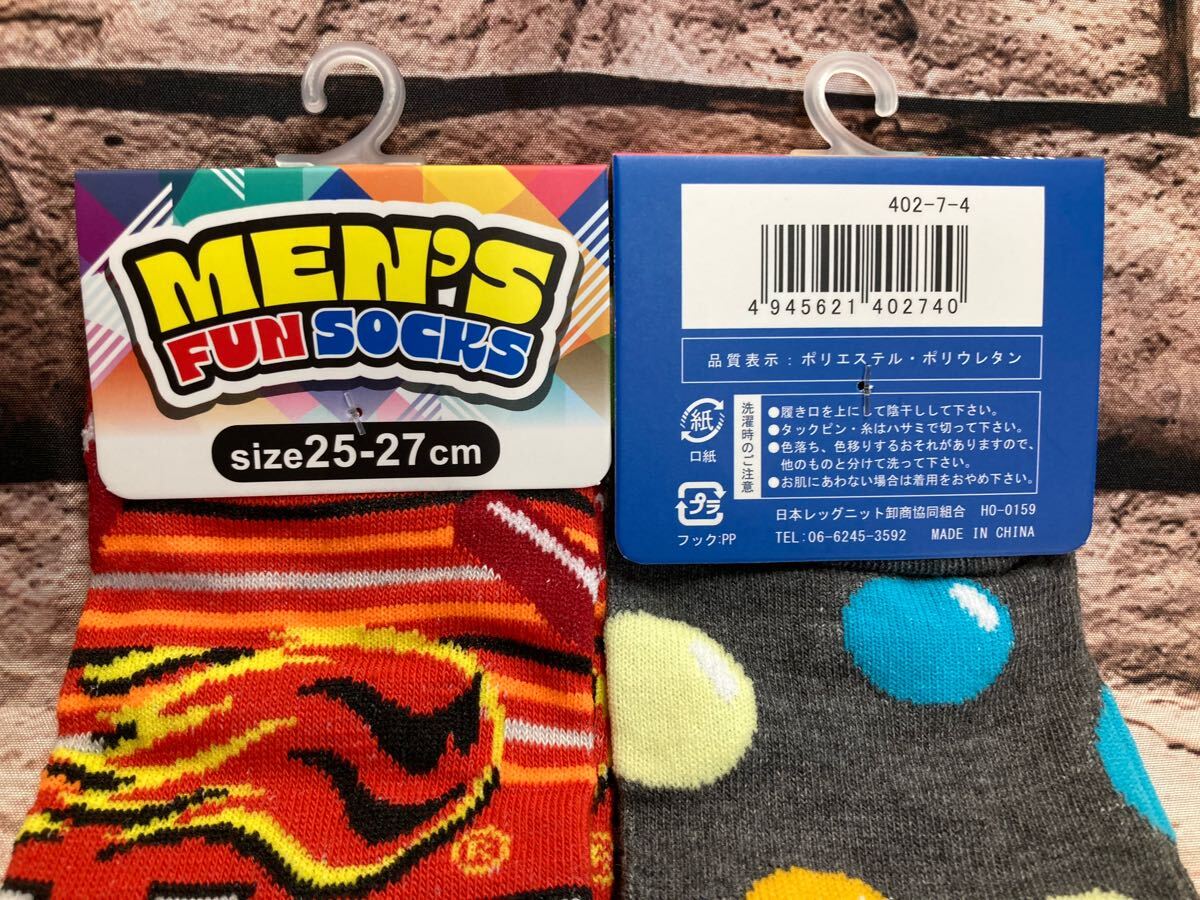 MEN'S
FUN SOCKS
size25-27cm
402-7-4
4 945621 402740
品質表示：ポリエステル・ポリウレタン
紙
口紙
プラ
フック:PP
洗濯時のご注意
●履き口を上にして陰干しして下さい。
●タックピン・糸はハサミで切って下さい。
●色落ち、色移りするおそれがありますので、
他のものと分けて洗って下さい。
●お肌にあわない場合は着用をおやめ下さい。
日本レッグニット卸商協同組合 HO-0159
TEL:06-6245-3592 MADE IN CHINA